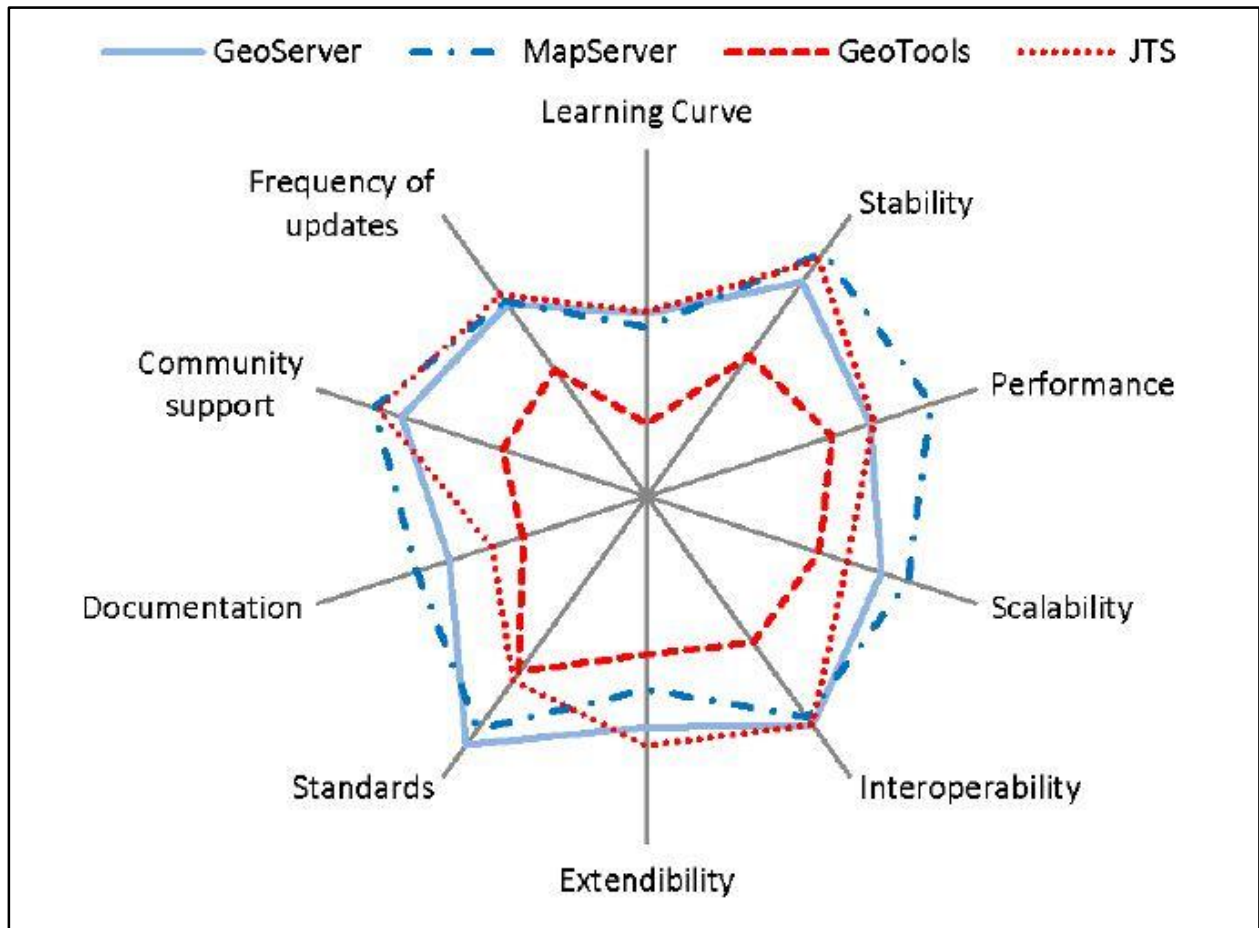 GeoServer MapServer GeoTools JTS
Learning Curve
Frequency of
updates
Stability
Community
support
Performance
Documentation
Scalability
Standards
Interoperability
Extendibility